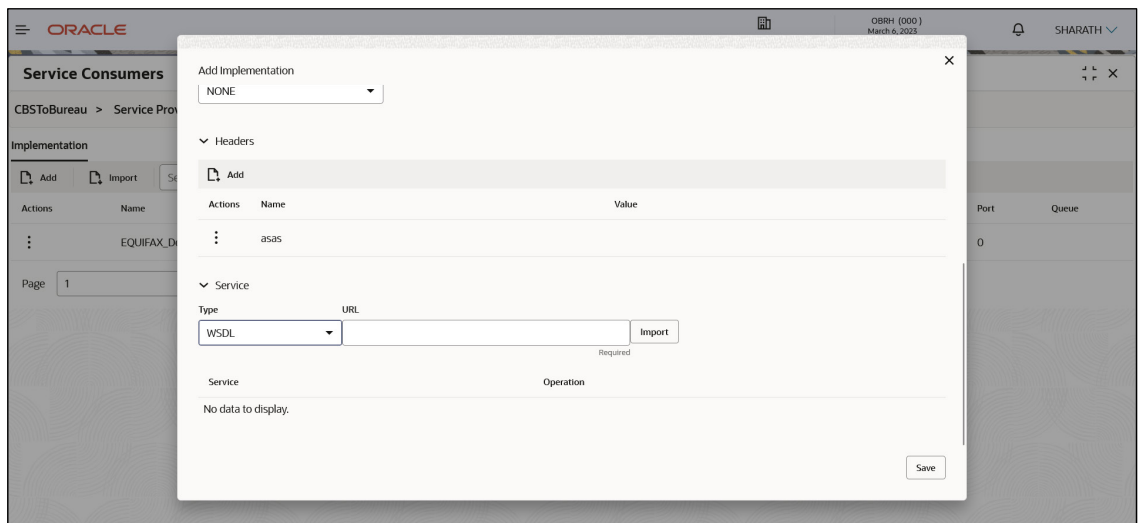 ORACLE
OBRH (000 )
March 6, 2023
SHARATH
Service Consumers
CBSToBureau > Service Prov
Implementation
Add Import Se
Actions Name Port Queue
EQUIFAX_D 0
Page 1
Add Implementation
NONE
Headers
Add
Actions Name Value
asas
Service
Type URL
WSDL Import
Required
Service Operation
No data to display.
Save